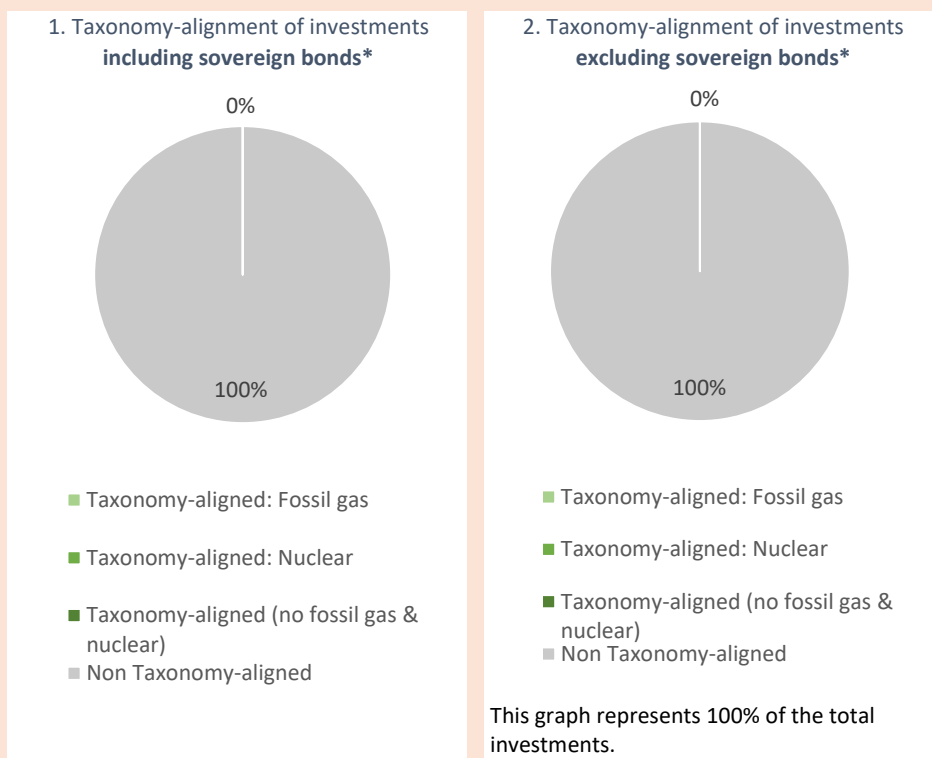 1. Taxonomy-alignment of investments
including sovereign bonds*
0%
100%
Taxonomy-aligned: Fossil gas
Taxonomy-aligned: Nuclear
Taxonomy-aligned (no fossil gas &
nuclear)
Non Taxonomy-aligned
2. Taxonomy-alignment of investments
excluding sovereign bonds*
0%
100%
Taxonomy-aligned: Fossil gas
Taxonomy-aligned: Nuclear
Taxonomy-aligned (no fossil gas &
nuclear)
Non Taxonomy-aligned
This graph represents 100% of the total
investments.